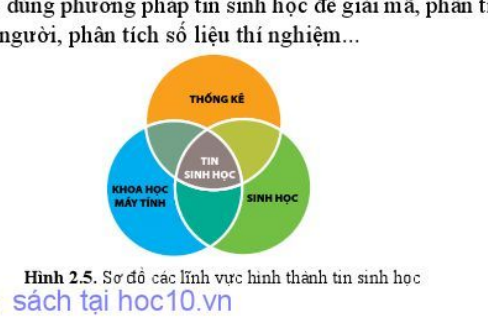 dùng phương pháp tin sinh học để giải mã, phân
người, phân tích số liệu thí nghiệm...
THỐNG KÊ
TIN
SINH HỌC
KHOA HỌC
MÁY TÍNH
SINH HỌC
Hình 2.5. Sơ đồ các lĩnh vực hình thành tin sinh học
sách tại hoc10.vn